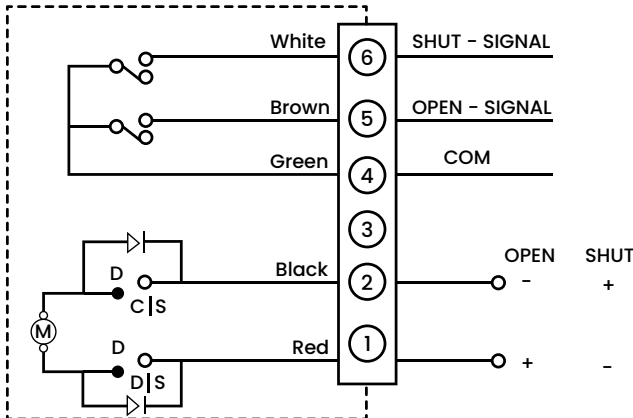 White 6 SHUT - SIGNAL
Brown 5 OPEN - SIGNAL
Green 4 COM
3
OPEN SHUT
D Black 2 - +
C|S
M
D Red 1 + -
D|S